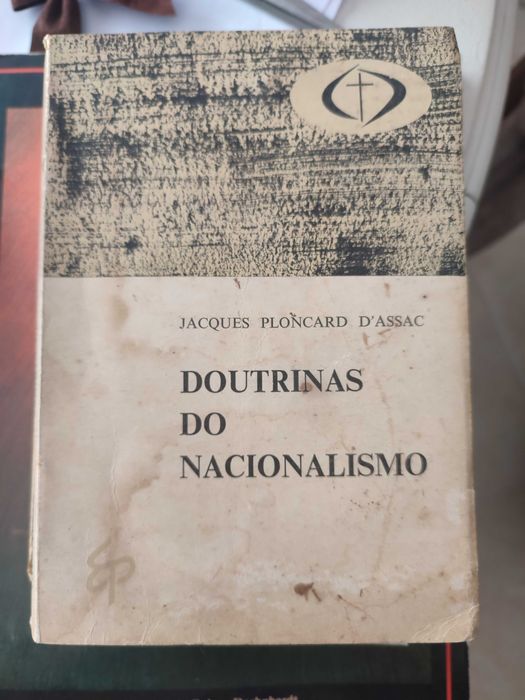 JACQUES PLONCARD D'ASSAC
DOUTRINAS
DO
NACIONALISMO